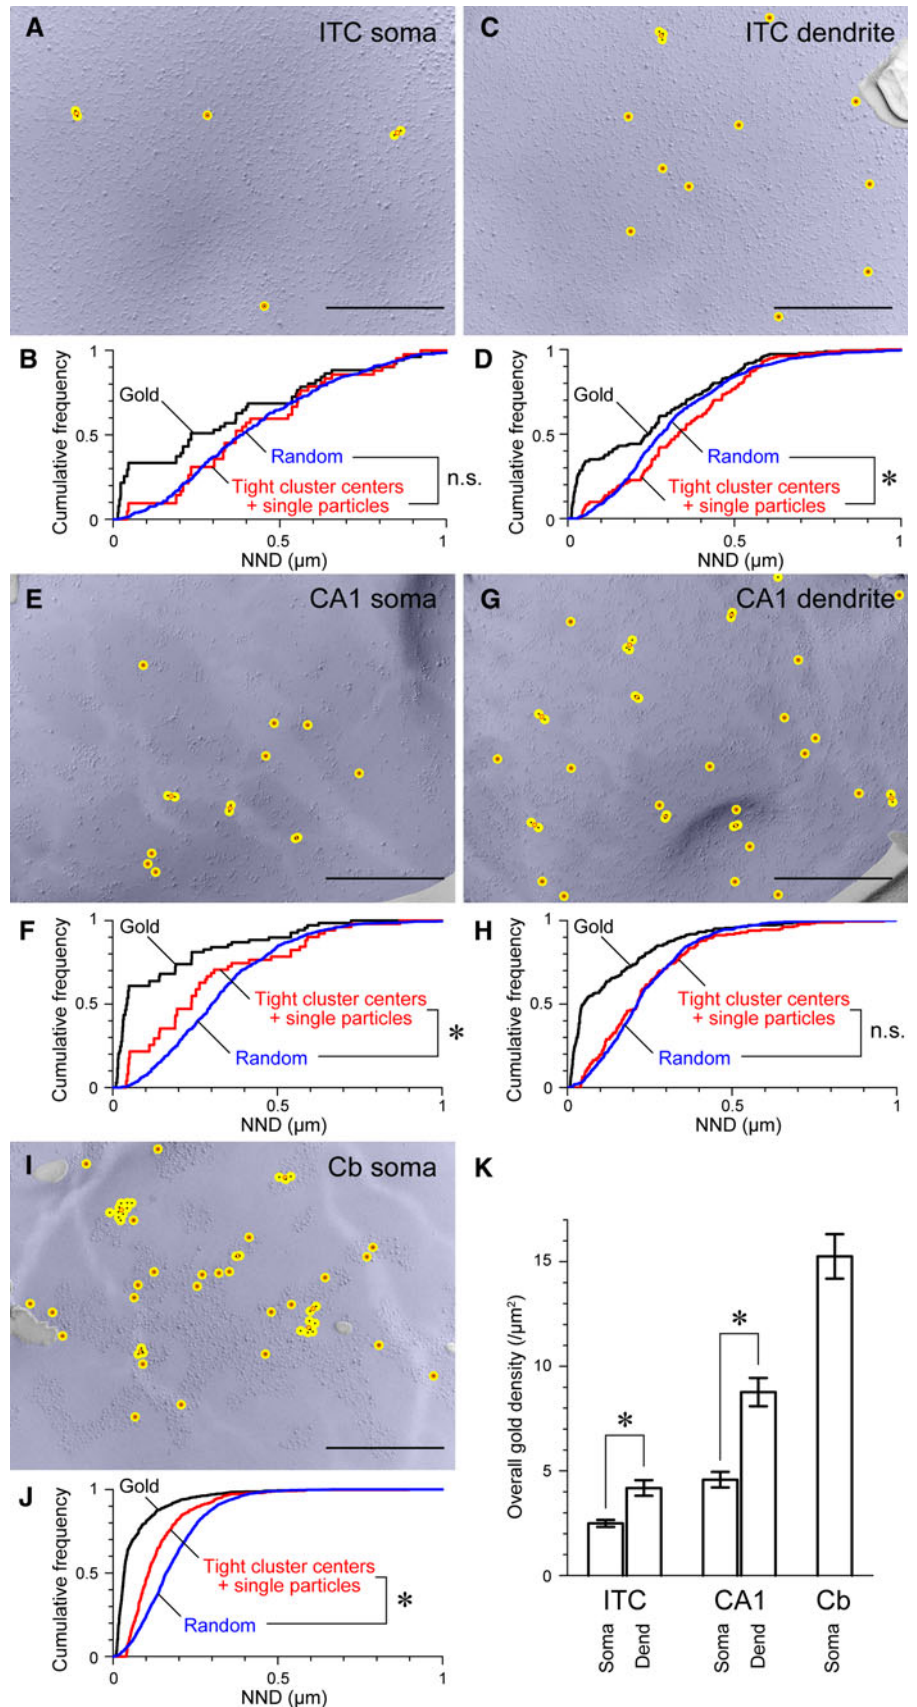 A
ITC soma
C
ITC dendrite
B
Cumulative frequency
1
0.5
0
Gold
Random
Tight cluster centers
+ single particles
n.s.
0
0.5
1
NND (µm)
D
Cumulative frequency
1
0.5
0
Gold
Random
Tight cluster centers
+ single particles
*
0
0.5
1
NND (µm)
E
CA1 soma
G
CA1 dendrite
F
Cumulative frequency
1
0.5
0
Gold
Tight cluster centers
+ single particles
Random
*
0
0.5
1
NND (µm)
H
Cumulative frequency
1
0.5
0
Gold
Tight cluster centers
+ single particles
Random
n.s.
0
0.5
1
NND (µm)
I
Cb soma
J
Cumulative frequency
1
0.5
0
Gold
Tight cluster centers
+ single particles
Random
*
0
0.5
1
NND (µm)
K
Overall gold density (/µm²)
15
10
5
0
*
*
ITC
CA1
Cb
Soma
Dend
Soma
Dend
Soma